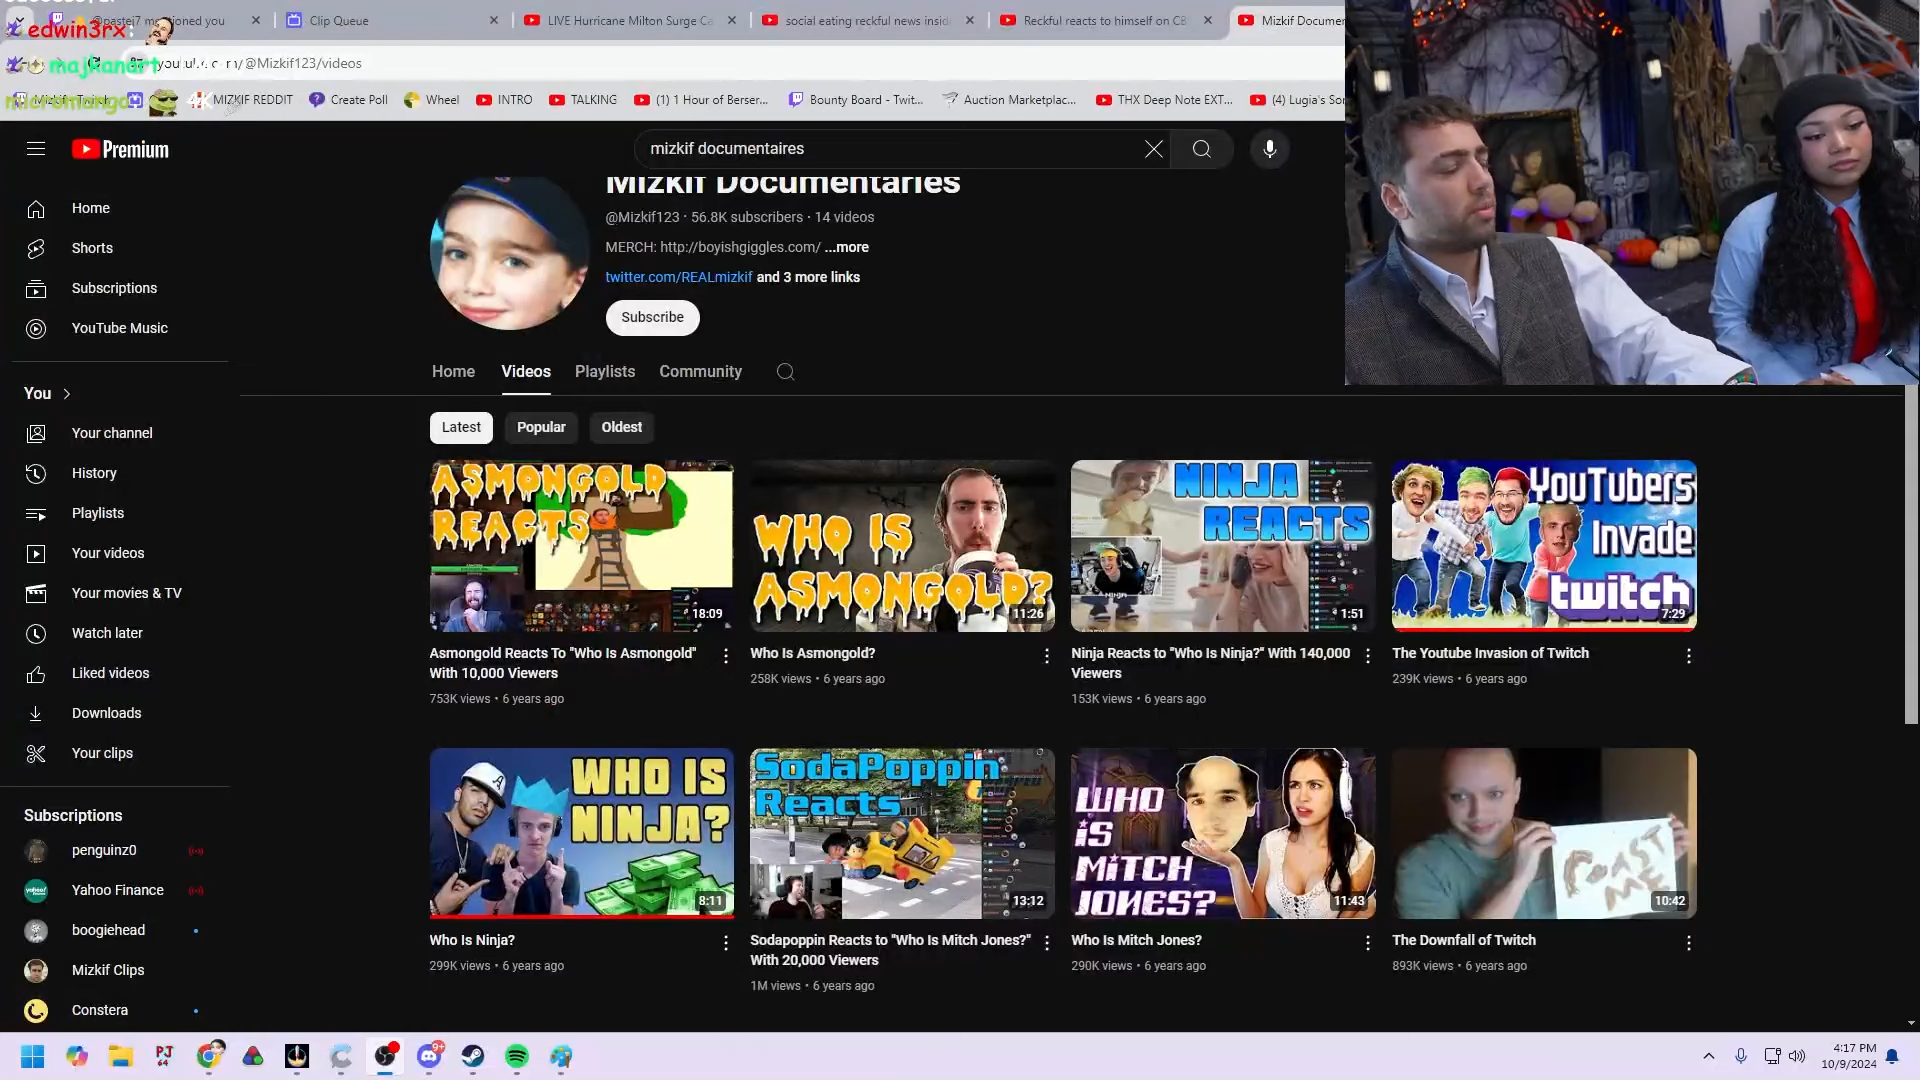 @pastej7 mentioned you
Clip Queue
LIVE Hurricane Milton Surge Ca
social eating reckful news insid
Reckful reacts to himself on CB
Mizkif Documen
edwin3rx:
majkanart
youtube.com/@Mizkif123/videos
MIZKIF REDDIT
Create Poll
Wheel
INTRO
TALKING
(1) 1 Hour of Berser...
Bounty Board - Twit...
Auction Marketplac...
THX Deep Note EXT...
(4) Lugia's Son
Premium
mizkif documentaires
Home
Shorts
Subscriptions
YouTube Music
You
Your channel
History
Playlists
Your videos
Your movies & TV
Watch later
Liked videos
Downloads
Your clips
Subscriptions
penguinz0
Yahoo Finance
boogiehead
Mizkif Clips
Constera
Mizkif Documentaries
@Mizkif123 · 56.8K subscribers · 14 videos
MERCH: http://boyishgiggles.com/ ...more
twitter.com/REALmizkif and 3 more links
Subscribe
Home
Videos
Playlists
Community
Latest
Popular
Oldest
ASMONGOLD
REACTS
18:09
Asmongold Reacts To "Who Is Asmongold"
With 10,000 Viewers
753K views • 6 years ago
WHO IS
ASMONGOLD?
11:26
Who Is Asmongold?
258K views • 6 years ago
NINJA
REACTS
1:51
Ninja Reacts to "Who Is Ninja?" With 140,000
Viewers
153K views • 6 years ago
YouTubers
Invade
twitch
7:29
The Youtube Invasion of Twitch
239K views • 6 years ago
WHO IS
NINJA?
8:11
Who Is Ninja?
299K views • 6 years ago
SodaPoppin
Reacts
13:12
Sodapoppin Reacts to "Who Is Mitch Jones?"
With 20,000 Viewers
1M views • 6 years ago
WHO
IS
MITCH
JONES?
11:43
Who Is Mitch Jones?
290K views • 6 years ago
ROAST
ME
10:42
The Downfall of Twitch
893K views • 6 years ago
PJ
64
9+
4:17 PM
10/9/2024